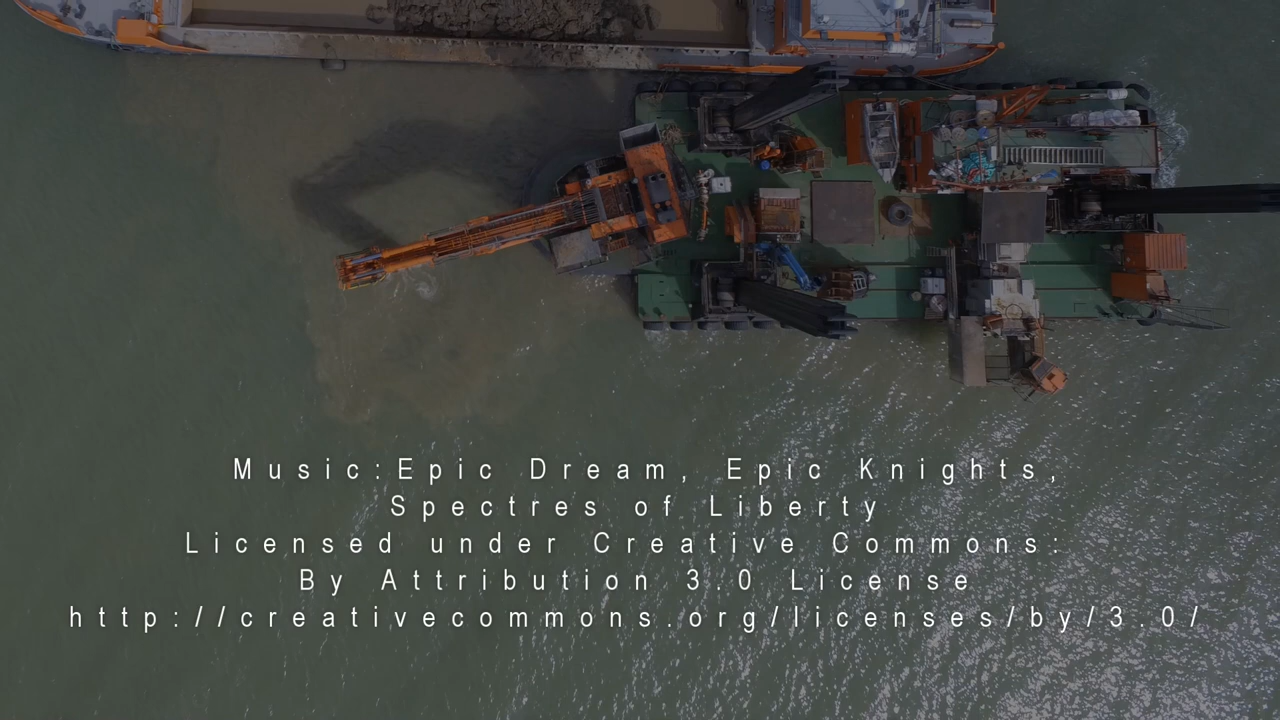 Music:Epic Dream, Epic Knights,
Spectres of Liberty
Licensed under Creative Commons:
By Attribution 3.0 License
http://creativecommons.org/licenses/by/3.0/